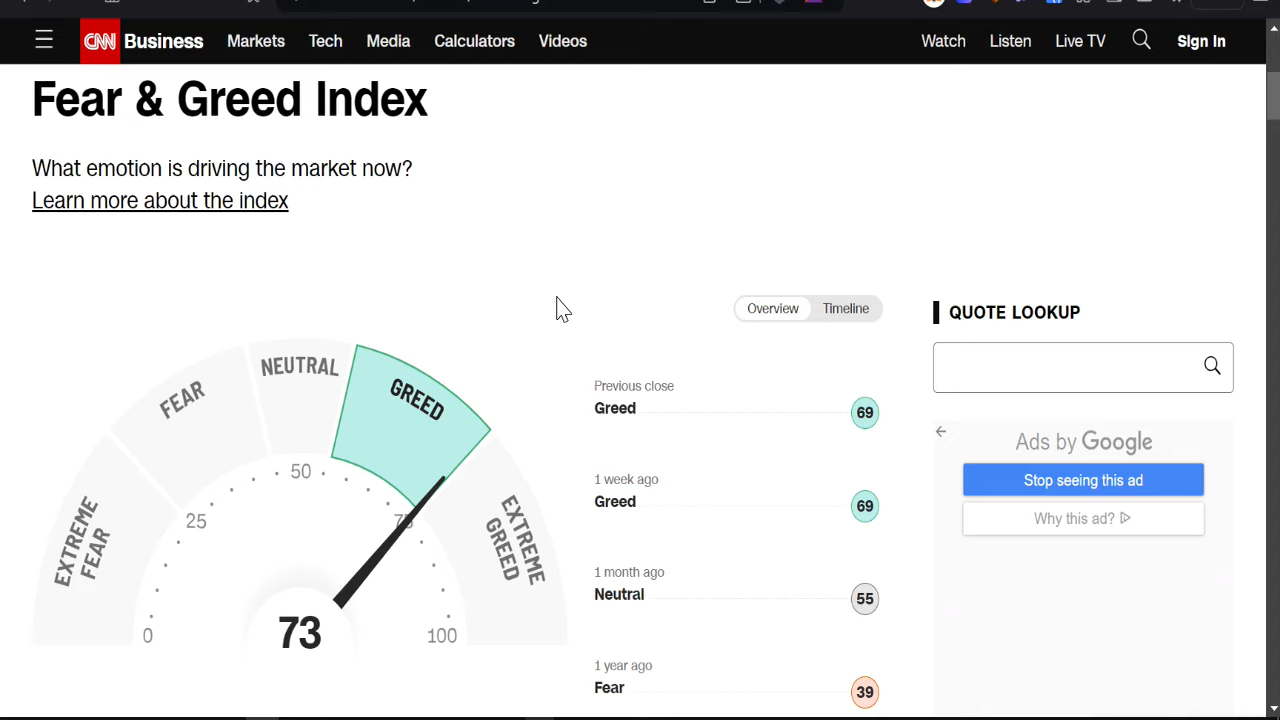 CNN Business Markets Tech Media Calculators Videos Watch Listen Live TV Sign In
Fear & Greed Index
What emotion is driving the market now?
Learn more about the index
Overview Timeline
EXTREME FEAR
FEAR
NEUTRAL
GREED
EXTREME GREED
0
25
50
75
100
73
Previous close
Greed 69
1 week ago
Greed 69
1 month ago
Neutral 55
1 year ago
Fear 39
QUOTE LOOKUP
Ads by Google
Stop seeing this ad
Why this ad?